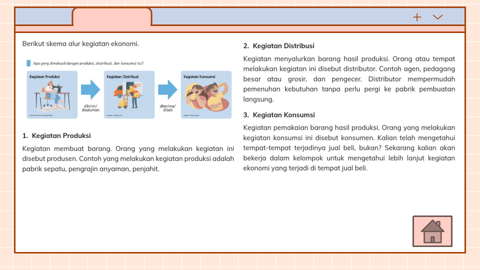 Berikut skema alur kegiatan ekonomi.
Apa yang dimaksud dengan produksi, distribusi, dan konsumsi itu?
Kegiatan Produksi
dikirim/
disalurkan
Kegiatan Distribusi
dikirim/
dibeli
Kegiatan Konsumsi
1. Kegiatan Produksi
Kegiatan membuat barang. Orang yang melakukan kegiatan ini
disebut produsen. Contoh yang melakukan kegiatan produksi adalah
pabrik sepatu, pengrajin anyaman, penjahit.
2. Kegiatan Distribusi
Kegiatan menyalurkan barang hasil produksi. Orang atau tempat
melakukan kegiatan ini disebut distributor. Contoh agen, pedagang
besar atau grosir, dan pengecer. Distributor mempermudah
pemenuhan kebutuhan tanpa perlu pergi ke pabrik pembuatan
langsung.
3. Kegiatan Konsumsi
Kegiatan pemakaian barang hasil produksi. Orang yang melakukan
kegiatan konsumsi ini disebut konsumen. Kalian telah mengetahui
tempat-tempat terjadinya jual beli, bukan? Sekarang kalian akan
bekerja dalam kelompok untuk mengetahui lebih lanjut kegiatan
ekonomi yang terjadi di tempat jual beli.